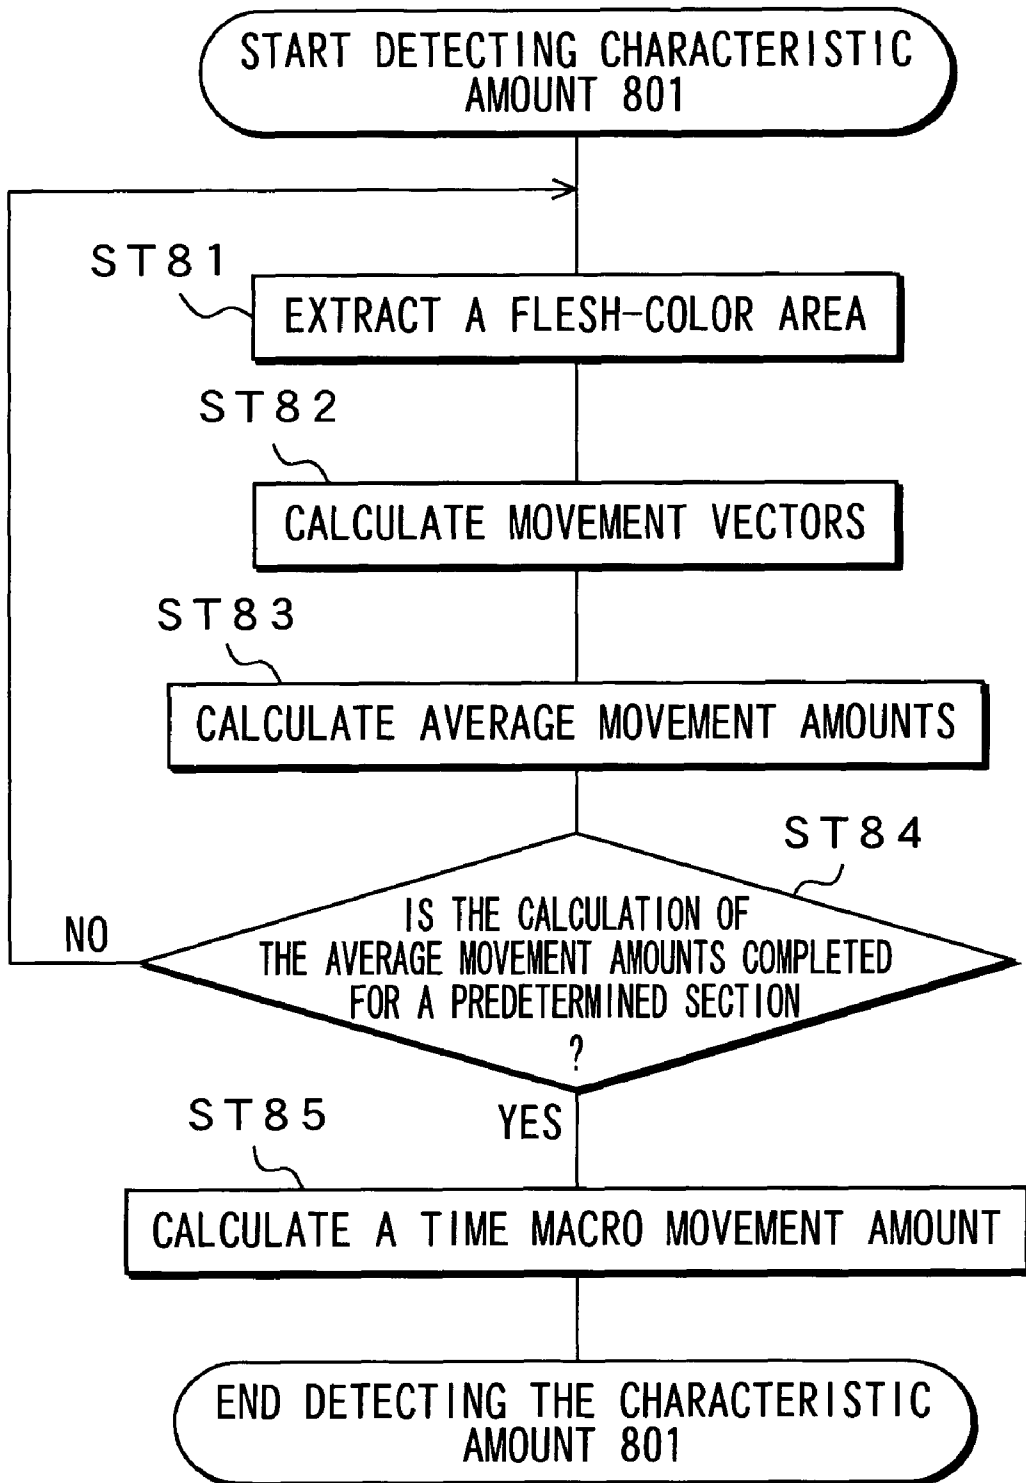 START DETECTING CHARACTERISTIC
AMOUNT 801
ST81
EXTRACT A FLESH-COLOR AREA
ST82
CALCULATE MOVEMENT VECTORS
ST83
CALCULATE AVERAGE MOVEMENT AMOUNTS
ST84
IS THE CALCULATION OF
THE AVERAGE MOVEMENT AMOUNTS COMPLETED
FOR A PREDETERMINED SECTION
?
NO
YES
ST85
CALCULATE A TIME MACRO MOVEMENT AMOUNT
END DETECTING THE CHARACTERISTIC
AMOUNT 801